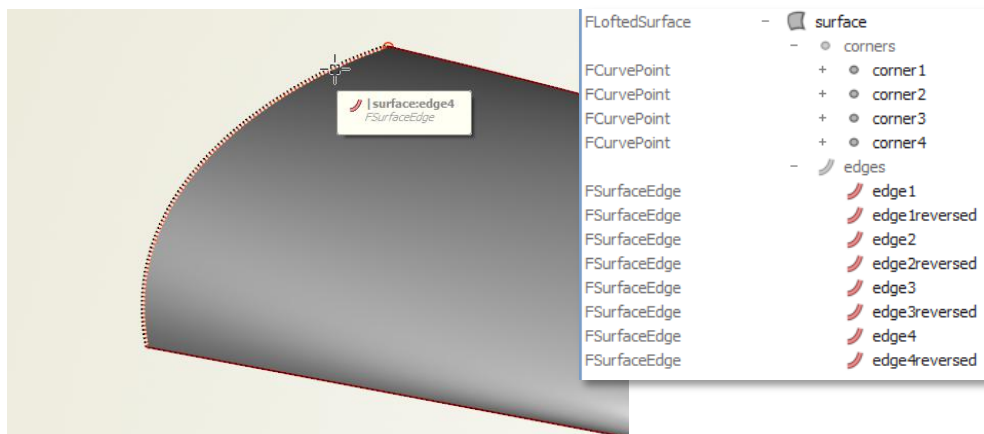 |surface:edge4
FSurfaceEdge
FLoftedSurface - surface
- corners
FCurvePoint + corner1
FCurvePoint + corner2
FCurvePoint + corner3
FCurvePoint + corner4
- edges
FSurfaceEdge edge1
FSurfaceEdge edge1reversed
FSurfaceEdge edge2
FSurfaceEdge edge2reversed
FSurfaceEdge edge3
FSurfaceEdge edge3reversed
FSurfaceEdge edge4
FSurfaceEdge edge4reversed